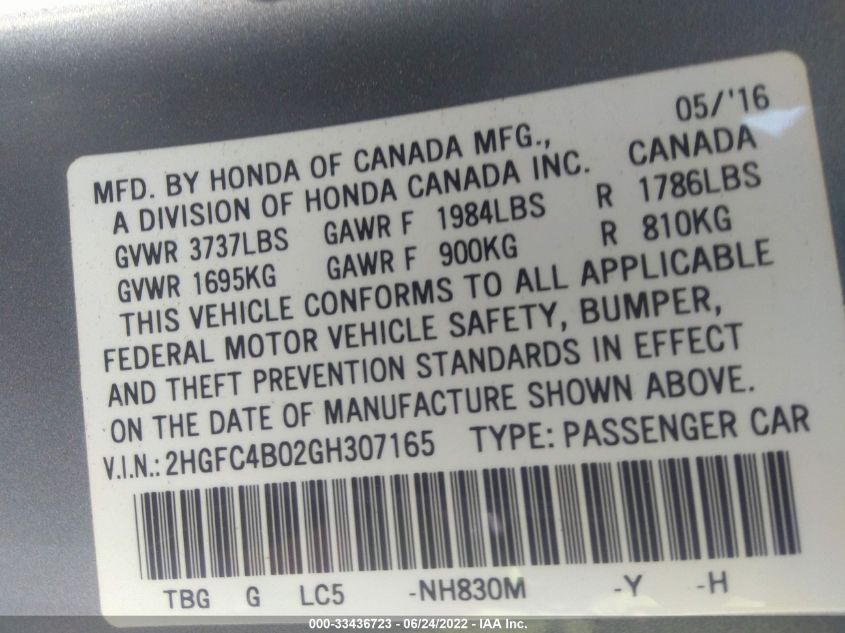 05/'16
MFD. BY HONDA OF CANADA MFG.,
A DIVISION OF HONDA CANADA INC. CANADA
GVWR 3737LBS GAWR F 1984LBS R 1786LBS
GVWR 1695KG GAWR F 900KG R 810KG
THIS VEHICLE CONFORMS TO ALL APPLICABLE
FEDERAL MOTOR VEHICLE SAFETY, BUMPER,
AND THEFT PREVENTION STANDARDS IN EFFECT
ON THE DATE OF MANUFACTURE SHOWN ABOVE.
V.I.N.: 2HGFC4B02GH307165 TYPE: PASSENGER CAR
TBG G LC5 -NH830M -Y -H
000-33436723 - 06/24/2022 - IAA Inc.